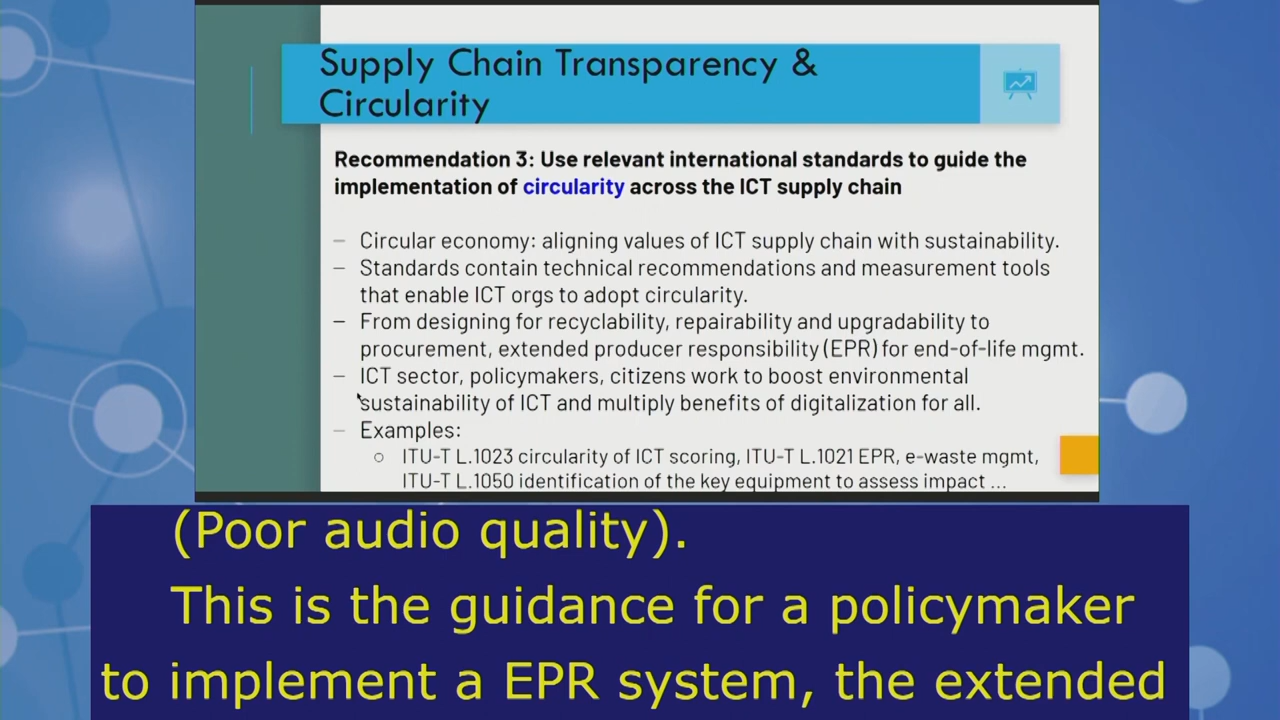 Supply Chain Transparency &
Circularity
Recommendation 3: Use relevant international standards to guide the
implementation of circularity across the ICT supply chain
– Circular economy: aligning values of ICT supply chain with sustainability.
– Standards contain technical recommendations and measurement tools
that enable ICT orgs to adopt circularity.
– From designing for recyclability, repairability and upgradability to
procurement, extended producer responsibility (EPR) for end-of-life mgmt.
– ICT sector, policymakers, citizens work to boost environmental
sustainability of ICT and multiply benefits of digitalization for all.
– Examples:
○ ITU-T L.1023 circularity of ICT scoring, ITU-T L.1021 EPR, e-waste mgmt,
ITU-T L.1050 identification of the key equipment to assess impact ...
(Poor audio quality).
This is the guidance for a policymaker
to implement a EPR system, the extended